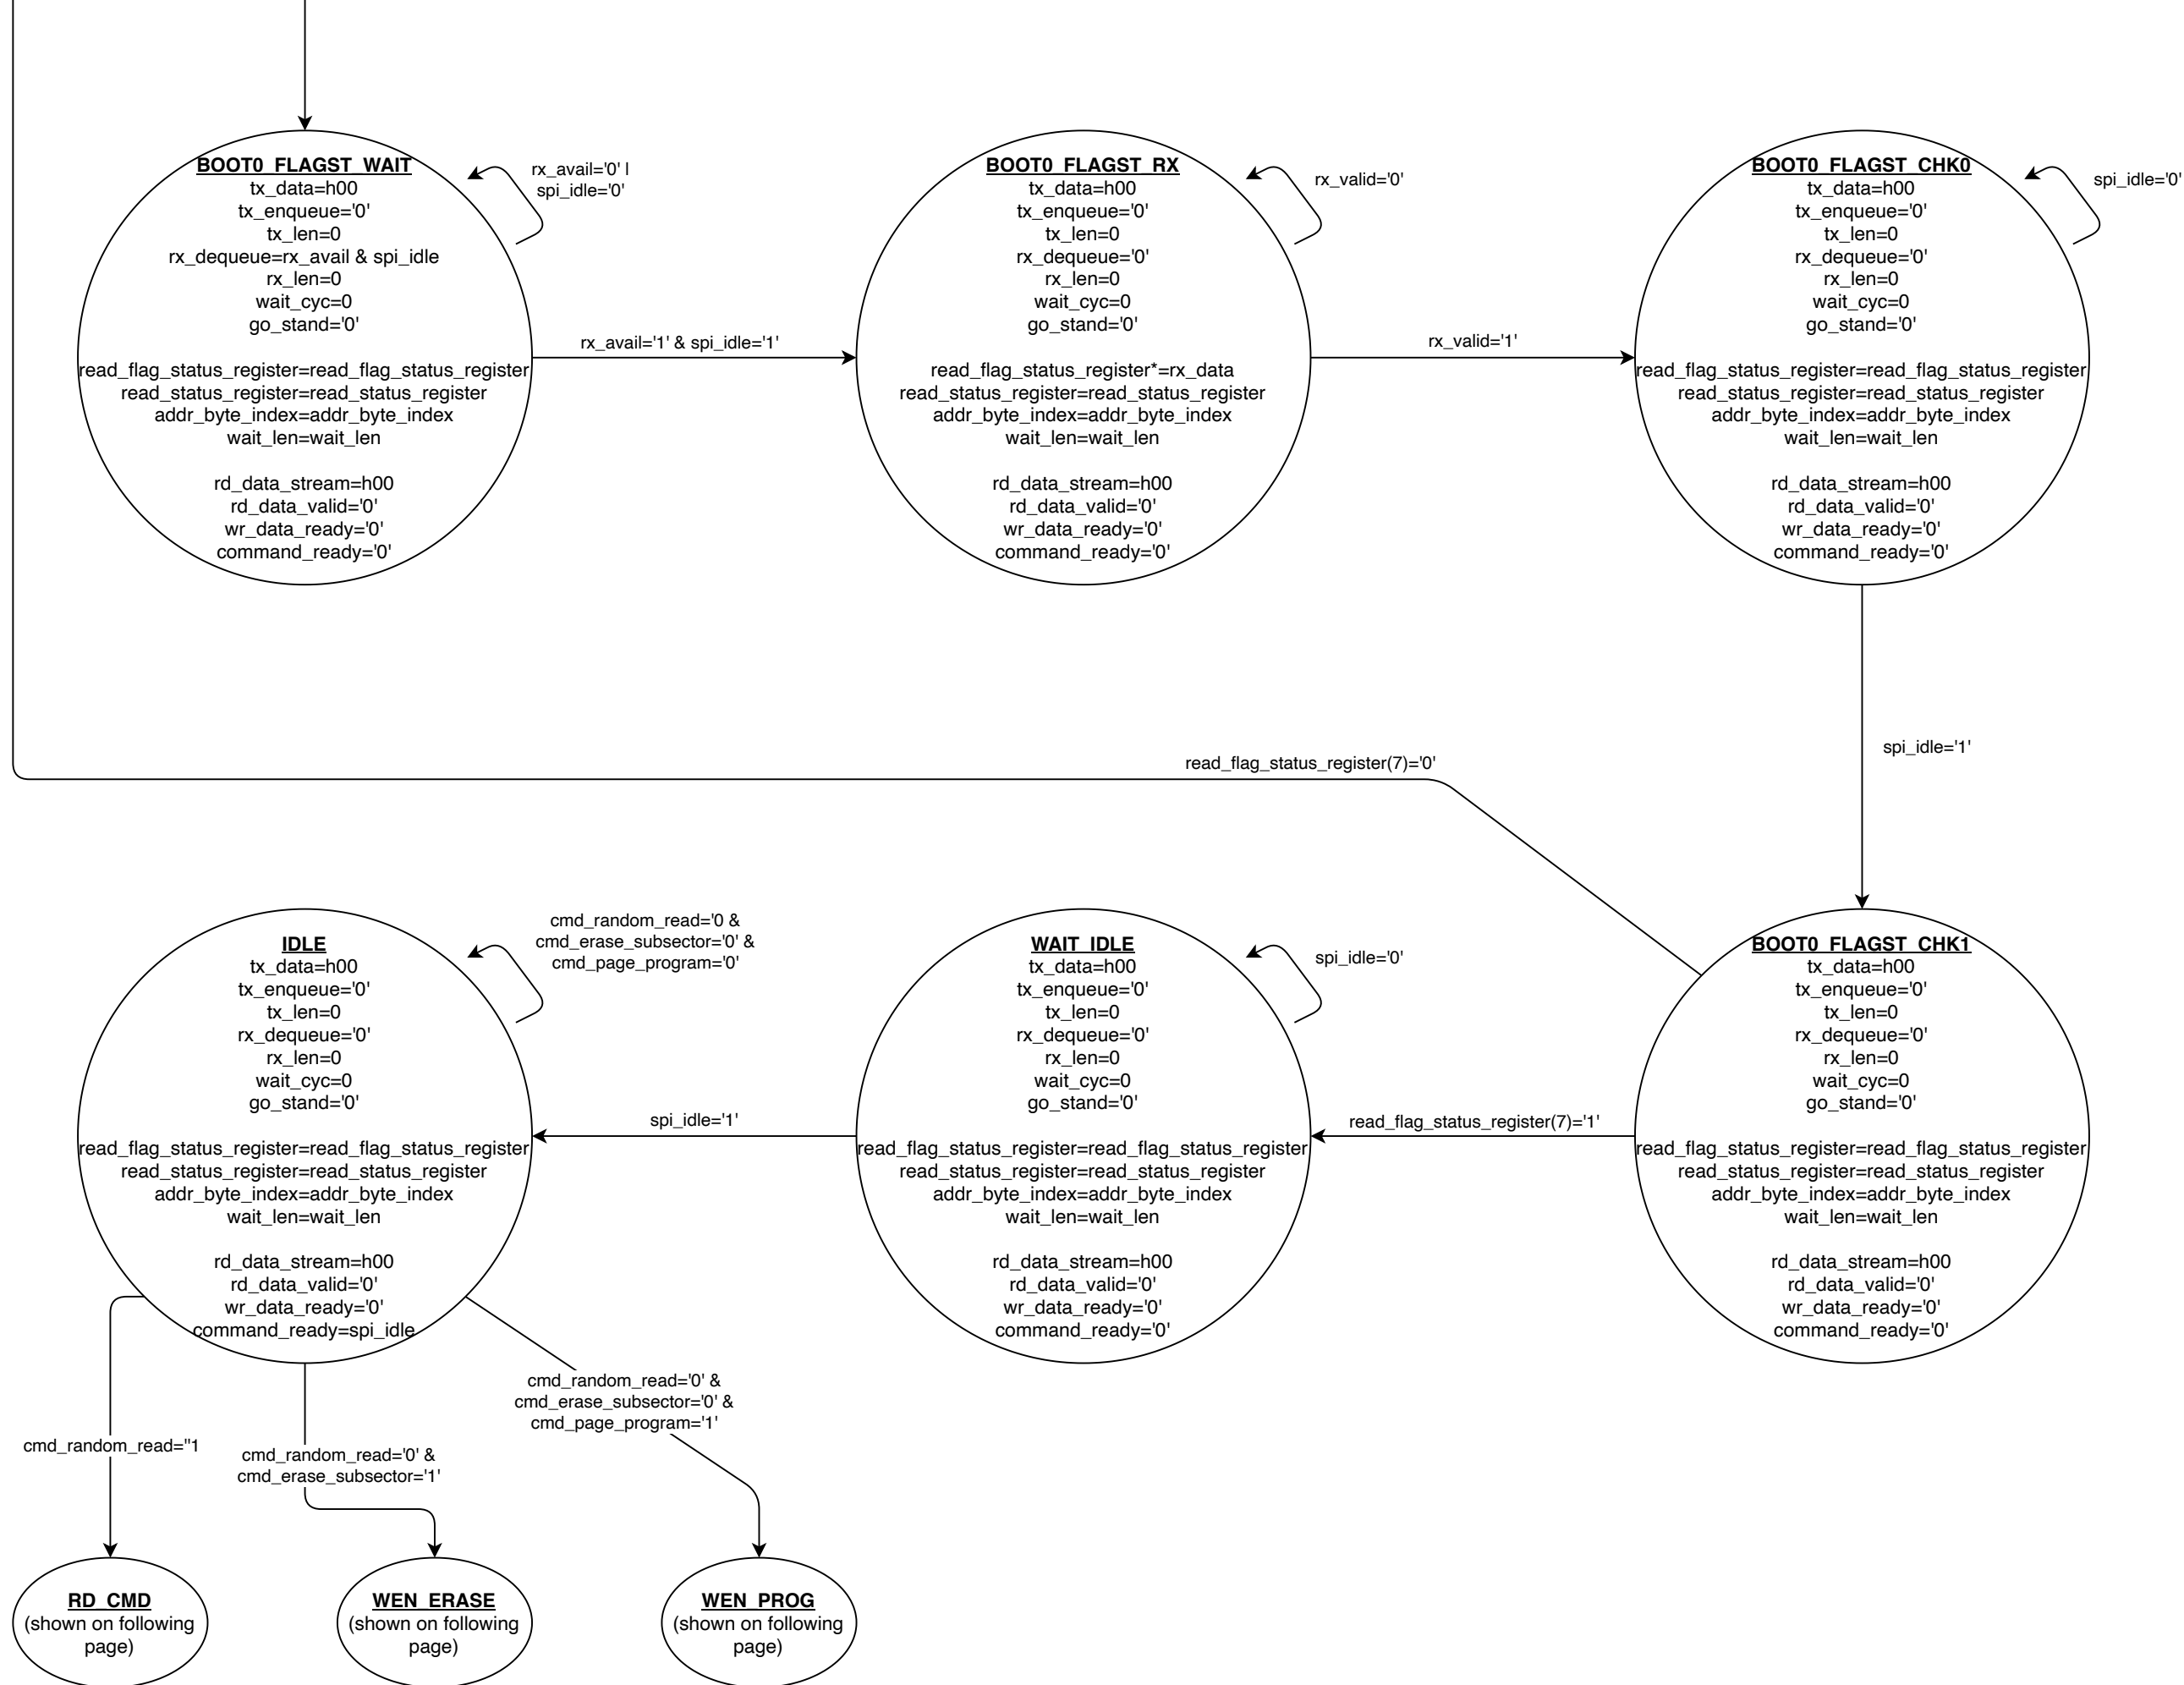 BOOT0_FLAGST_WAIT
tx_data=h00
tx_enqueue='0'
tx_len=0
rx_dequeue=rx_avail & spi_idle
rx_len=0
wait_cyc=0
go_stand='0'
read_flag_status_register=read_flag_status_register
read_status_register=read_status_register
addr_byte_index=addr_byte_index
wait_len=wait_len
rd_data_stream=h00
rd_data_valid='0'
wr_data_ready='0'
command_ready='0'
rx_avail='0' |
spi_idle='0'
rx_avail='1' & spi_idle='1'
BOOT0_FLAGST_RX
tx_data=h00
tx_enqueue='0'
tx_len=0
rx_dequeue='0'
rx_len=0
wait_cyc=0
go_stand='0'
read_flag_status_register*=rx_data
read_status_register=read_status_register
addr_byte_index=addr_byte_index
wait_len=wait_len
rd_data_stream=h00
rd_data_valid='0'
wr_data_ready='0'
command_ready='0'
rx_valid='0'
rx_valid='1'
BOOT0_FLAGST_CHK0
tx_data=h00
tx_enqueue='0'
tx_len=0
rx_dequeue='0'
rx_len=0
wait_cyc=0
go_stand='0'
read_flag_status_register=read_flag_status_register
read_status_register=read_status_register
addr_byte_index=addr_byte_index
wait_len=wait_len
rd_data_stream=h00
rd_data_valid='0'
wr_data_ready='0'
command_ready='0'
spi_idle='0'
spi_idle='1'
read_flag_status_register(7)='0'
IDLE
tx_data=h00
tx_enqueue='0'
tx_len=0
rx_dequeue='0'
rx_len=0
wait_cyc=0
go_stand='0'
read_flag_status_register=read_flag_status_register
read_status_register=read_status_register
addr_byte_index=addr_byte_index
wait_len=wait_len
rd_data_stream=h00
rd_data_valid='0'
wr_data_ready='0'
command_ready=spi_idle
cmd_random_read='0 &
cmd_erase_subsector='0' &
cmd_page_program='0'
spi_idle='1'
WAIT_IDLE
tx_data=h00
tx_enqueue='0'
tx_len=0
rx_dequeue='0'
rx_len=0
wait_cyc=0
go_stand='0'
read_flag_status_register=read_flag_status_register
read_status_register=read_status_register
addr_byte_index=addr_byte_index
wait_len=wait_len
rd_data_stream=h00
rd_data_valid='0'
wr_data_ready='0'
command_ready='0'
spi_idle='0'
read_flag_status_register(7)='1'
BOOT0_FLAGST_CHK1
tx_data=h00
tx_enqueue='0'
tx_len=0
rx_dequeue='0'
rx_len=0
wait_cyc=0
go_stand='0'
read_flag_status_register=read_flag_status_register
read_status_register=read_status_register
addr_byte_index=addr_byte_index
wait_len=wait_len
rd_data_stream=h00
rd_data_valid='0'
wr_data_ready='0'
command_ready='0'
cmd_random_read=''1
cmd_random_read='0' &
cmd_erase_subsector='1'
cmd_random_read='0' &
cmd_erase_subsector='0' &
cmd_page_program='1'
RD_CMD
(shown on following
page)
WEN_ERASE
(shown on following
page)
WEN_PROG
(shown on following
page)